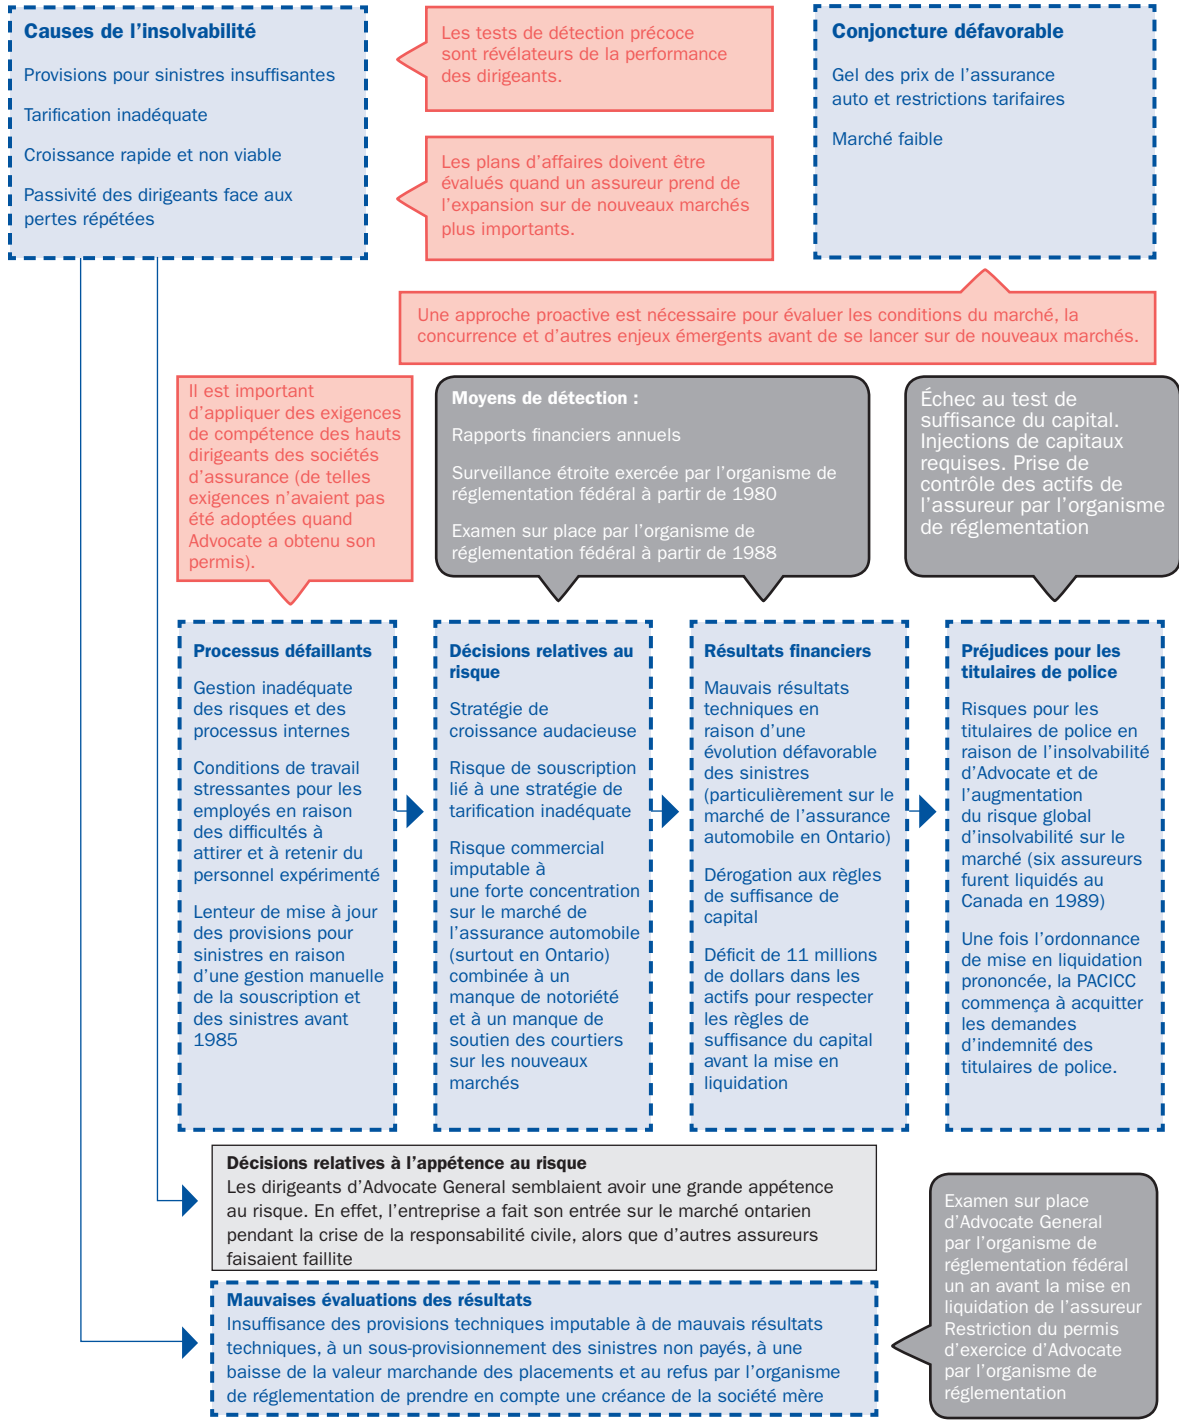 Causes de l'insolvabilité
Provisions pour sinistres insuffisantes
Tarification inadéquate
Croissance rapide et non viable
Passivité des dirigeants face aux
pertes répétées
Les tests de détection précoce
sont révélateurs de la performance
des dirigeants.
Les plans d'affaires doivent être
évalués quand un assureur prend de
l'expansion sur de nouveaux marchés
plus importants.
Conjoncture défavorable
Gel des prix de l'assurance
auto et restrictions tarifaires
Marché faible
Une approche proactive est nécessaire pour évaluer les conditions du marché, la
concurrence et d'autres enjeux émergents avant de se lancer sur de nouveaux marchés.
Il est important
d'appliquer des exigences
de compétence des hauts
dirigeants des sociétés
d'assurance (de telles
exigences n'avaient pas
été adoptées quand
Advocate a obtenu son
permis).
Moyens de détection :
Rapports financiers annuels
Surveillance étroite exercée par l'organisme de
réglementation fédéral à partir de 1980
Examen sur place par l'organisme de
réglementation fédéral à partir de 1988
Échec au test de
suffisance du capital.
Injections de capitaux
requises. Prise de
contrôle des actifs de
l'assureur par l'organisme
de réglementation
Processus défaillants
Gestion inadéquate
des risques et des
processus internes
Conditions de travail
stressantes pour les
employés en raison
des difficultés à
attirer et à retenir du
personnel expérimenté
Lenteur de mise à jour
des provisions pour
sinistres en raison
d'une gestion manuelle
de la souscription et
des sinistres avant
1985
Décisions relatives au
risque
Stratégie de
croissance audacieuse
Risque de souscription
lié à une stratégie de
tarification inadéquate
Risque commercial
imputable à
une forte concentration
sur le marché de
l'assurance automobile
(surtout en Ontario)
combinée à un
manque de notoriété
et à un manque de
soutien des courtiers
sur les nouveaux
marchés
Résultats financiers
Mauvais résultats
techniques en
raison d'une
évolution défavorable
des sinistres
(particulièrement sur le
marché de l'assurance
automobile en Ontario)
Dérogation aux règles
de suffisance de
capital
Déficit de 11 millions
de dollars dans les
actifs pour respecter
les règles de
suffisance du capital
avant la mise en
liquidation
Préjudices pour les
titulaires de police
Risques pour les
titulaires de police en
raison de l'insolvabilité
d'Advocate et de
l'augmentation
du risque global
d'insolvabilité sur le
marché (six assureurs
furent liquidés au
Canada en 1989)
Une fois l'ordonnance
de mise en liquidation
prononcée, la PACICC
commença à acquitter
les demandes
d'indemnité des
titulaires de police.
Décisions relatives à l'appétence au risque
Les dirigeants d'Advocate General semblaient avoir une grande appétence
au risque. En effet, l'entreprise a fait son entrée sur le marché ontarien
pendant la crise de la responsabilité civile, alors que d'autres assureurs
faisaient faillite
Mauvaises évaluations des résultats
Insuffisance des provisions techniques imputable à de mauvais résultats
techniques, à un sous-provisionnement des sinistres non payés, à une
baisse de la valeur marchande des placements et au refus par l'organisme
de réglementation de prendre en compte une créance de la société mère
Examen sur place
d'Advocate General
par l'organisme de
réglementation fédéral
un an avant la mise en
liquidation de l'assureur
Restriction du permis
d'exercice d'Advocate
par l'organisme de
réglementation